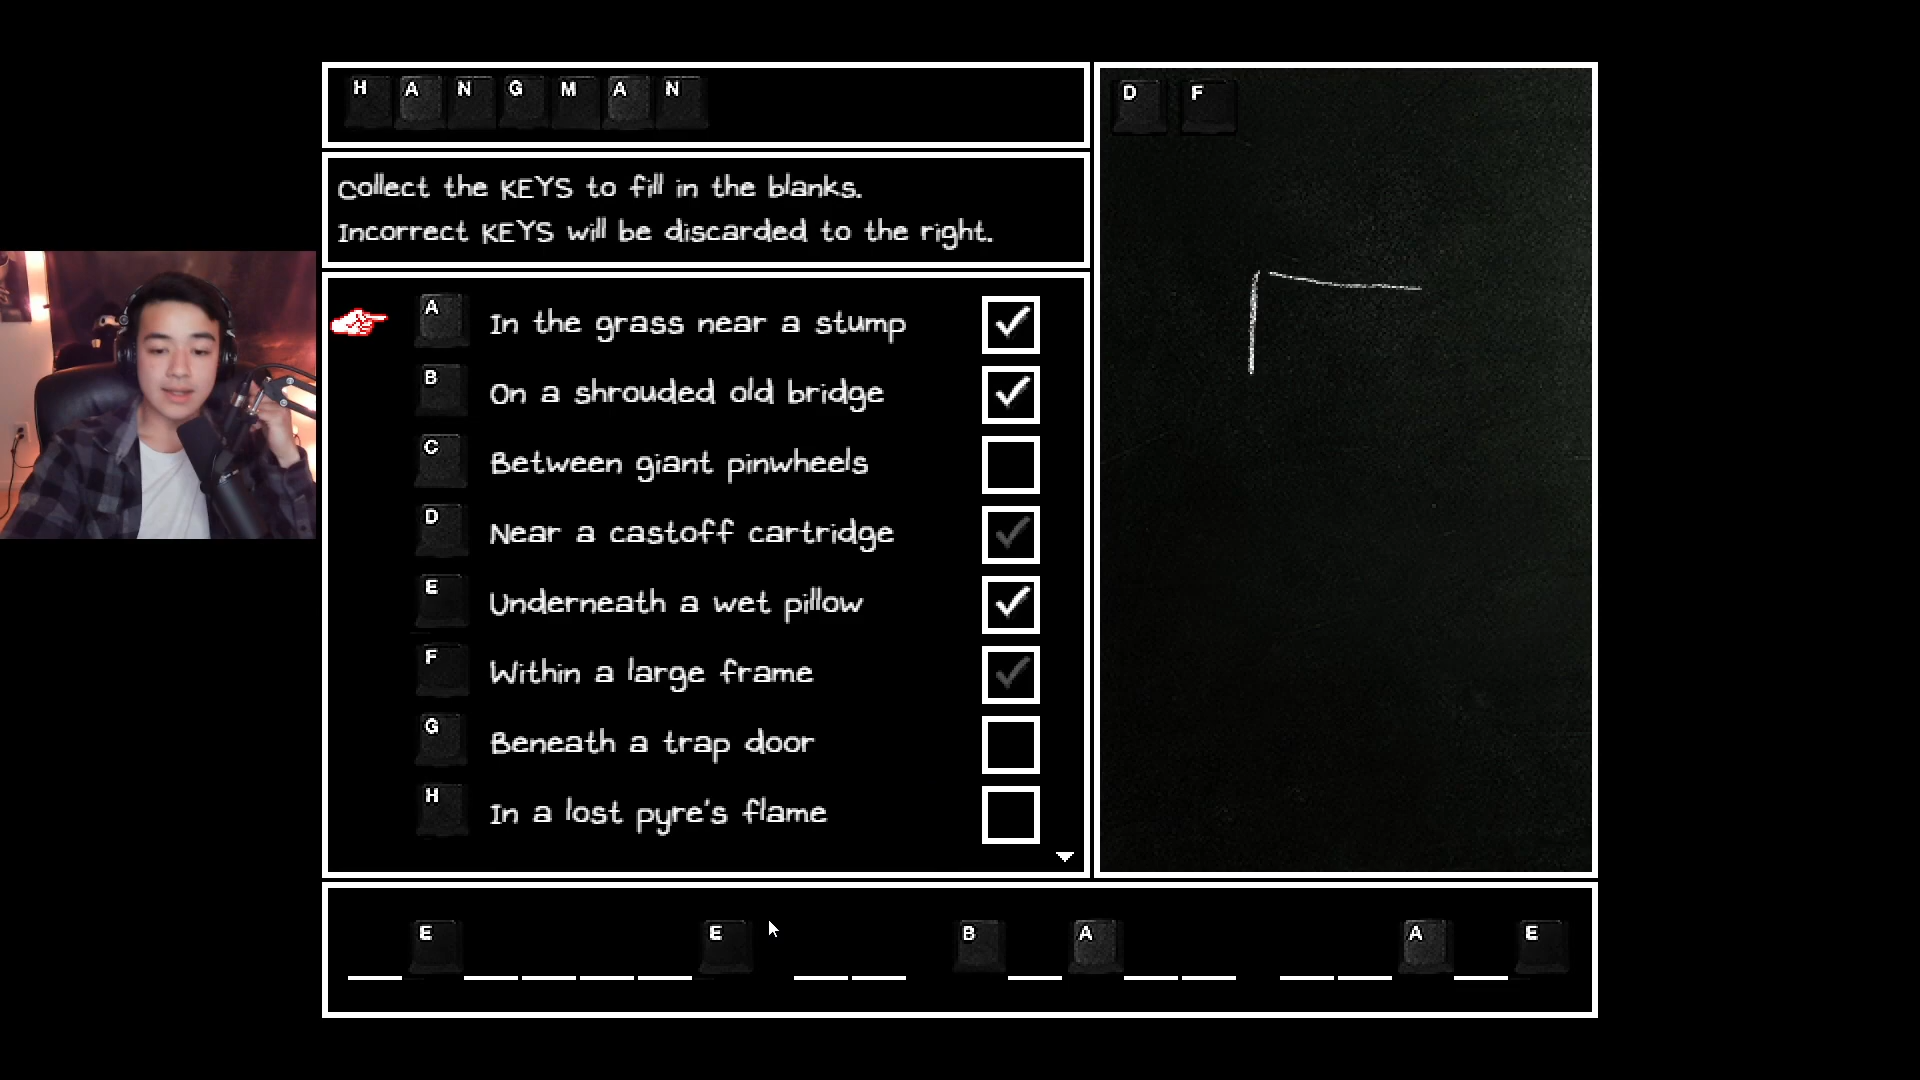 H A N G M A N
D F
Collect the KEYS to fill in the blanks.
Incorrect KEYS will be discarded to the right.
A In the grass near a stump
B On a shrouded old bridge
C Between giant pinwheels
D Near a castoff cartridge
E Underneath a wet pillow
F Within a large frame
G Beneath a trap door
H In a lost pyre's flame
_ E _ _ _ _ E _ _ B _ A _ _ _ _ A _ E